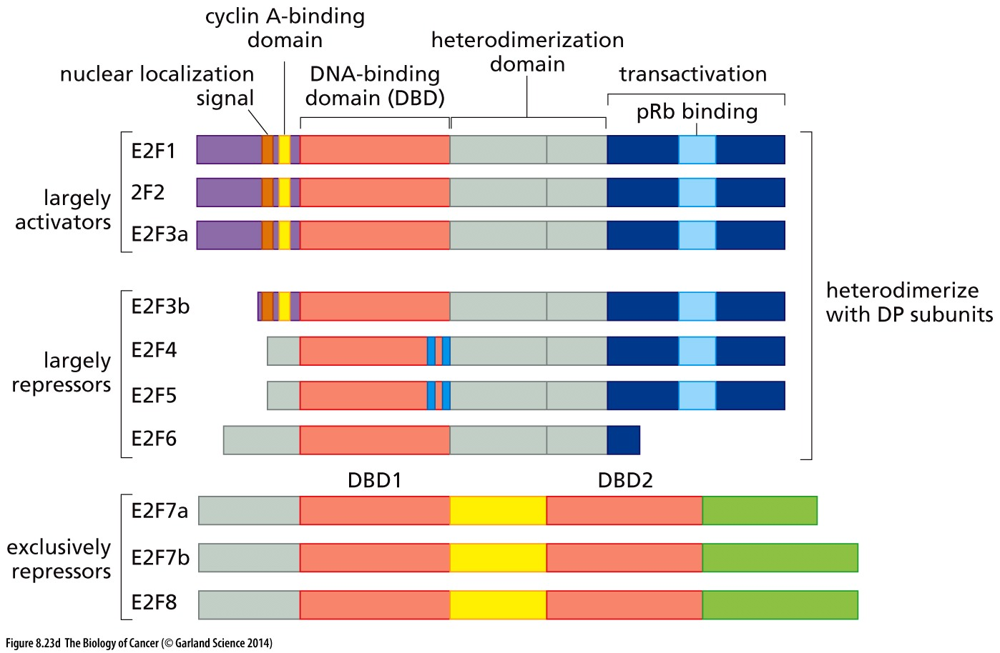 cyclin A-binding
domain
nuclear localization
signal
DNA-binding
domain (DBD)
heterodimerization
domain
transactivation
pRb binding
largely
activators
E2F1
2F2
E2F3a
largely
repressors
E2F3b
E2F4
E2F5
E2F6
heterodimerize
with DP subunits
DBD1
DBD2
exclusively
repressors
E2F7a
E2F7b
E2F8
Figure 8.23d The Biology of Cancer (© Garland Science 2014)